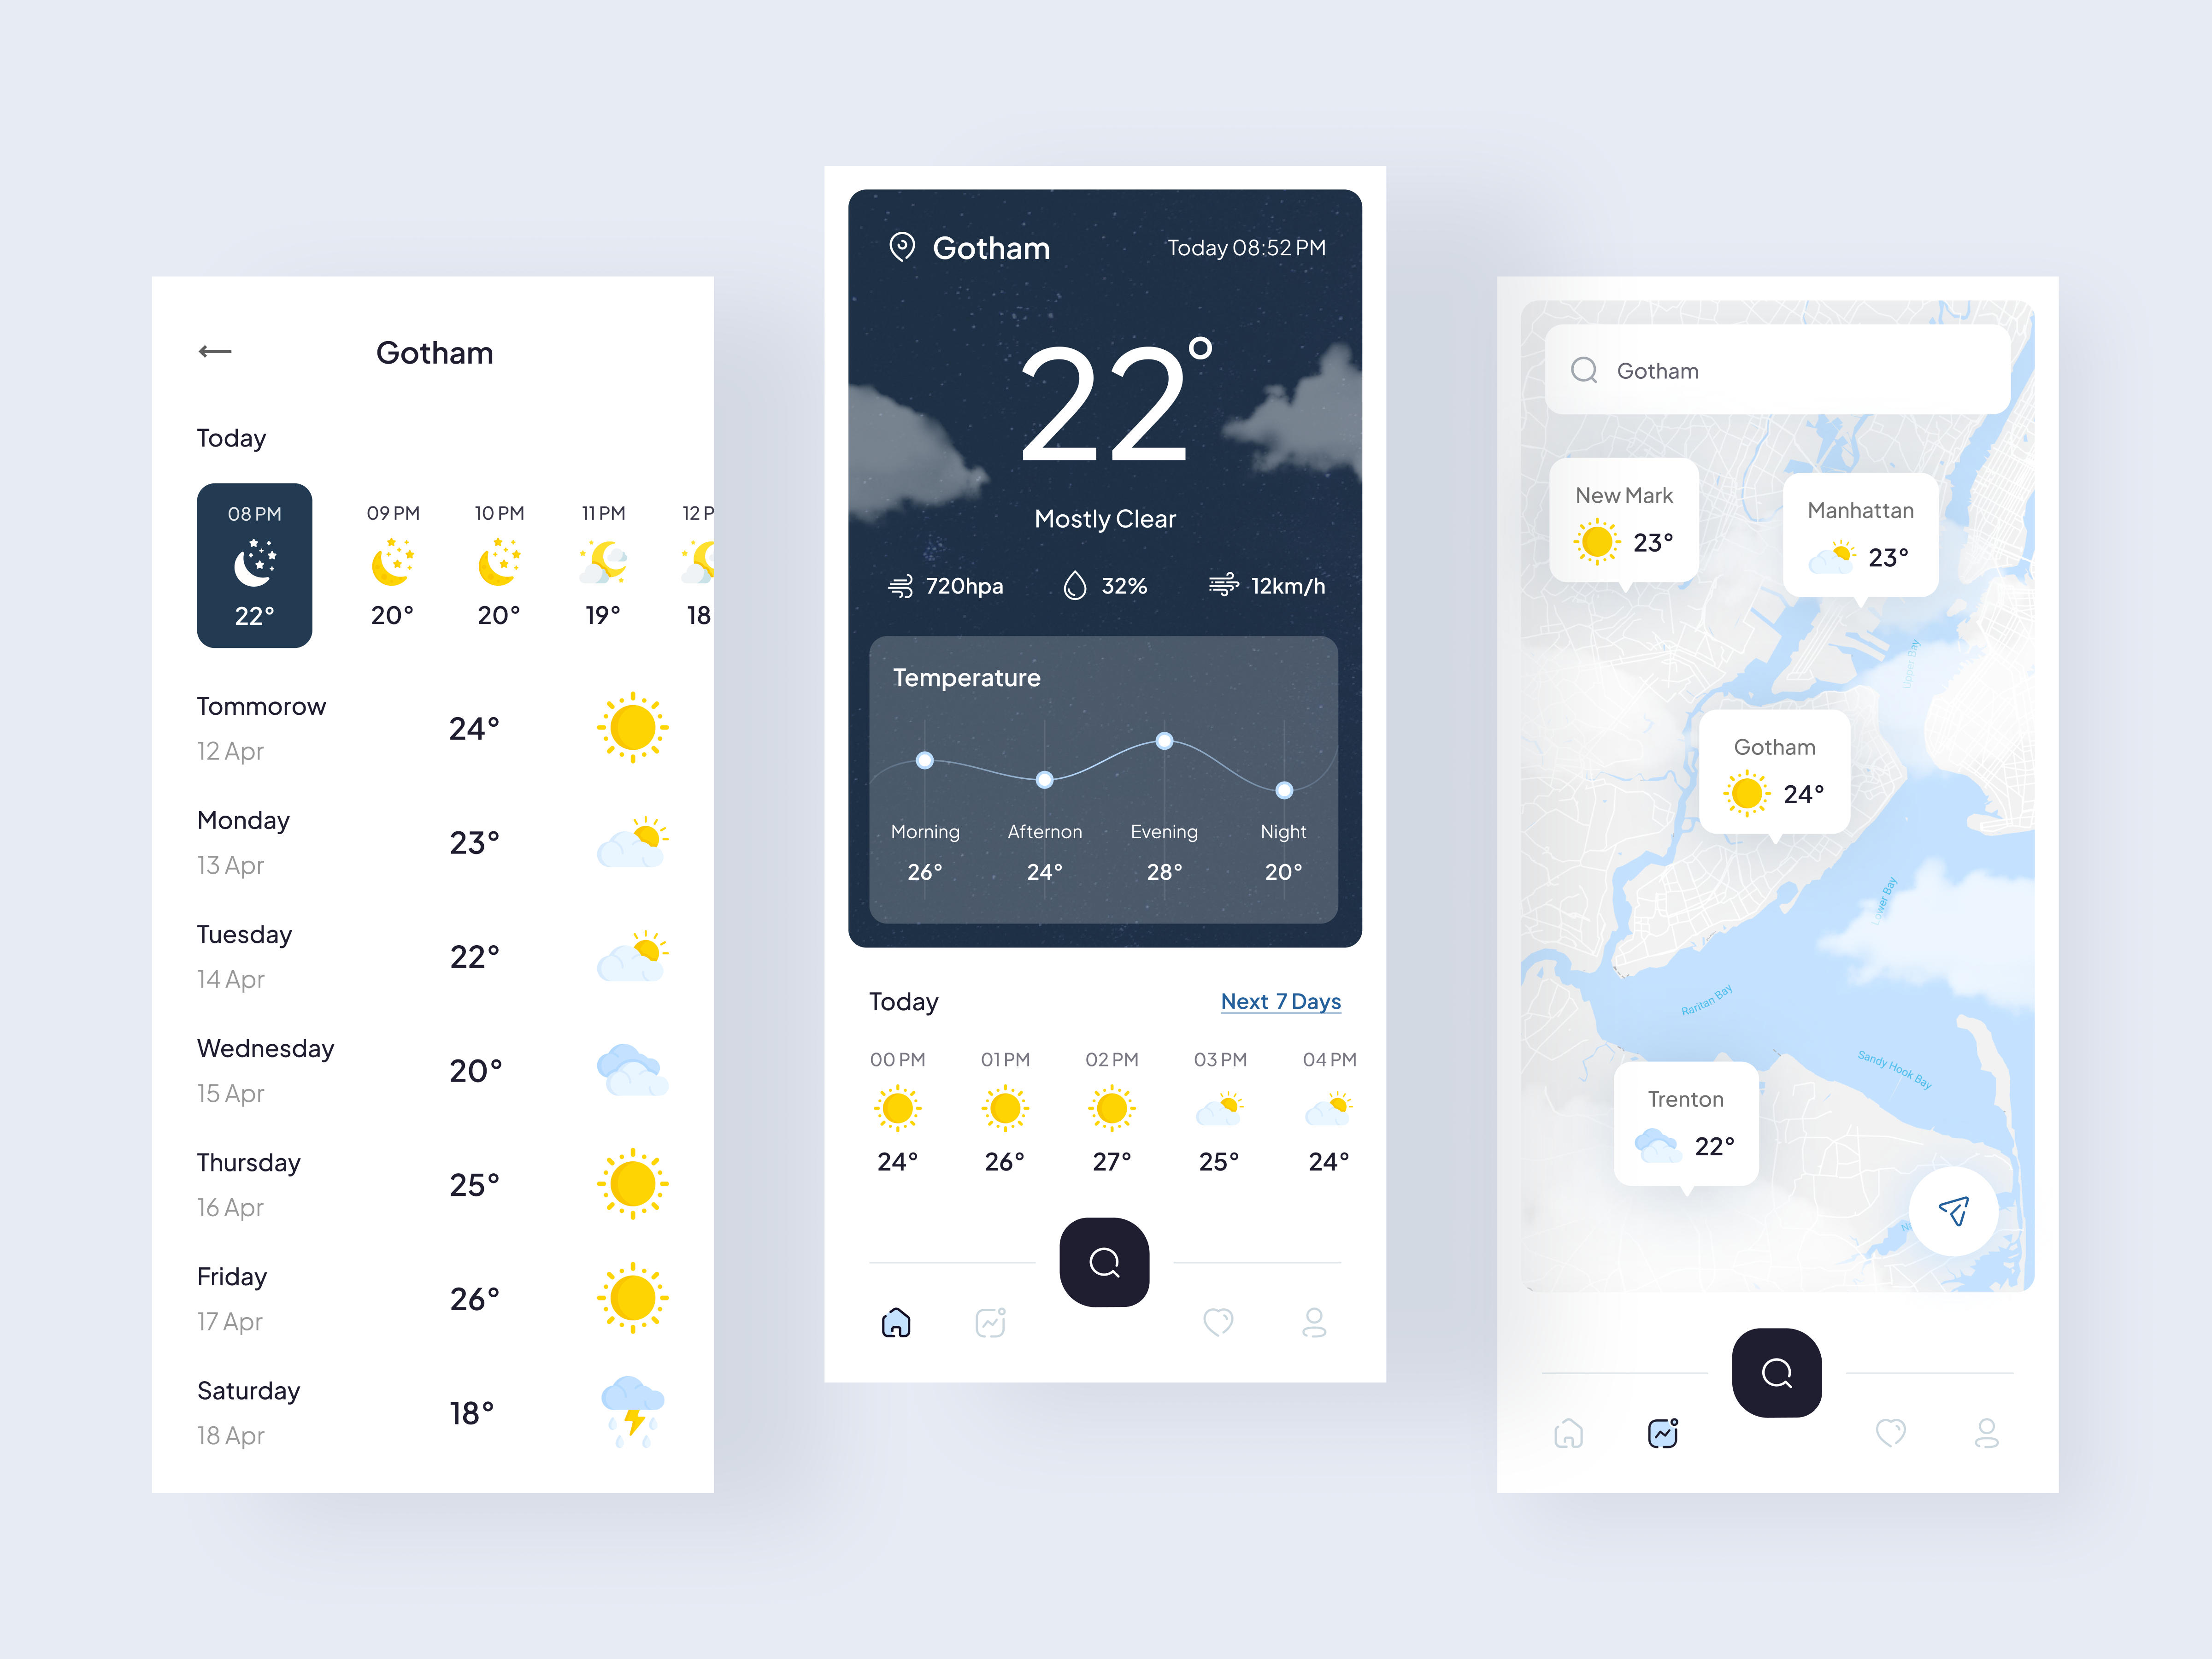 Gotham
Today
08 PM
09 PM
10 PM
11 PM
12 P
22°
20°
20°
19°
18
Tommorow
12 Apr
24°
Monday
13 Apr
23°
Tuesday
14 Apr
22°
Wednesday
15 Apr
20°
Thursday
16 Apr
25°
Friday
17 Apr
26°
Saturday
18 Apr
18°
Gotham
Today 08:52 PM
22°
Mostly Clear
720hpa
32%
12km/h
Temperature
Morning
Afternon
Evening
Night
26°
24°
28°
20°
Today
Next 7 Days
00 PM
01 PM
02 PM
03 PM
04 PM
24°
26°
27°
25°
24°
Gotham
New Mark
23°
Manhattan
23°
Upper Bay
Gotham
24°
Lower Bay
Raritan Bay
Sandy Hook Bay
Trenton
22°